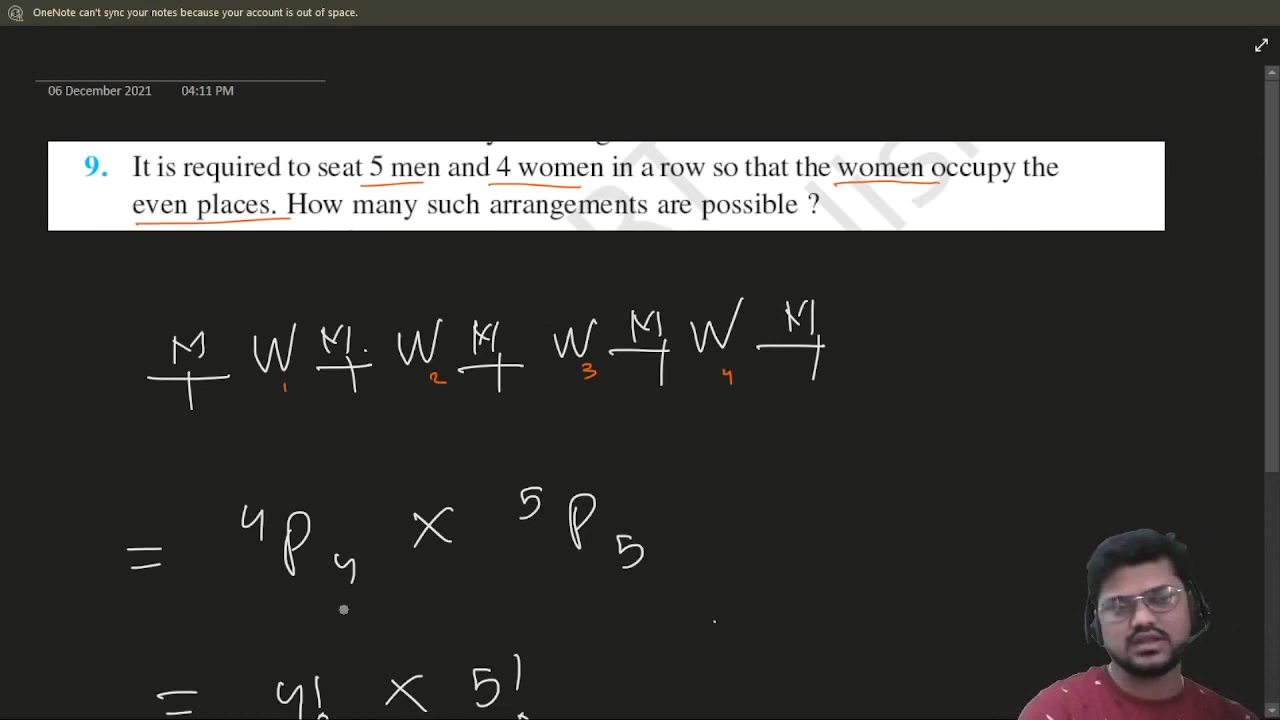 OneNote can't sync your notes because your account is out of space.
06 December 2021 04:11 PM
9. It is required to seat 5 men and 4 women in a row so that the women occupy the
even places. How many such arrangements are possible ?
M W M W M W M W M
1 2 3 4
= ⁴P₄ × ⁵P₅
= 4! × 5!